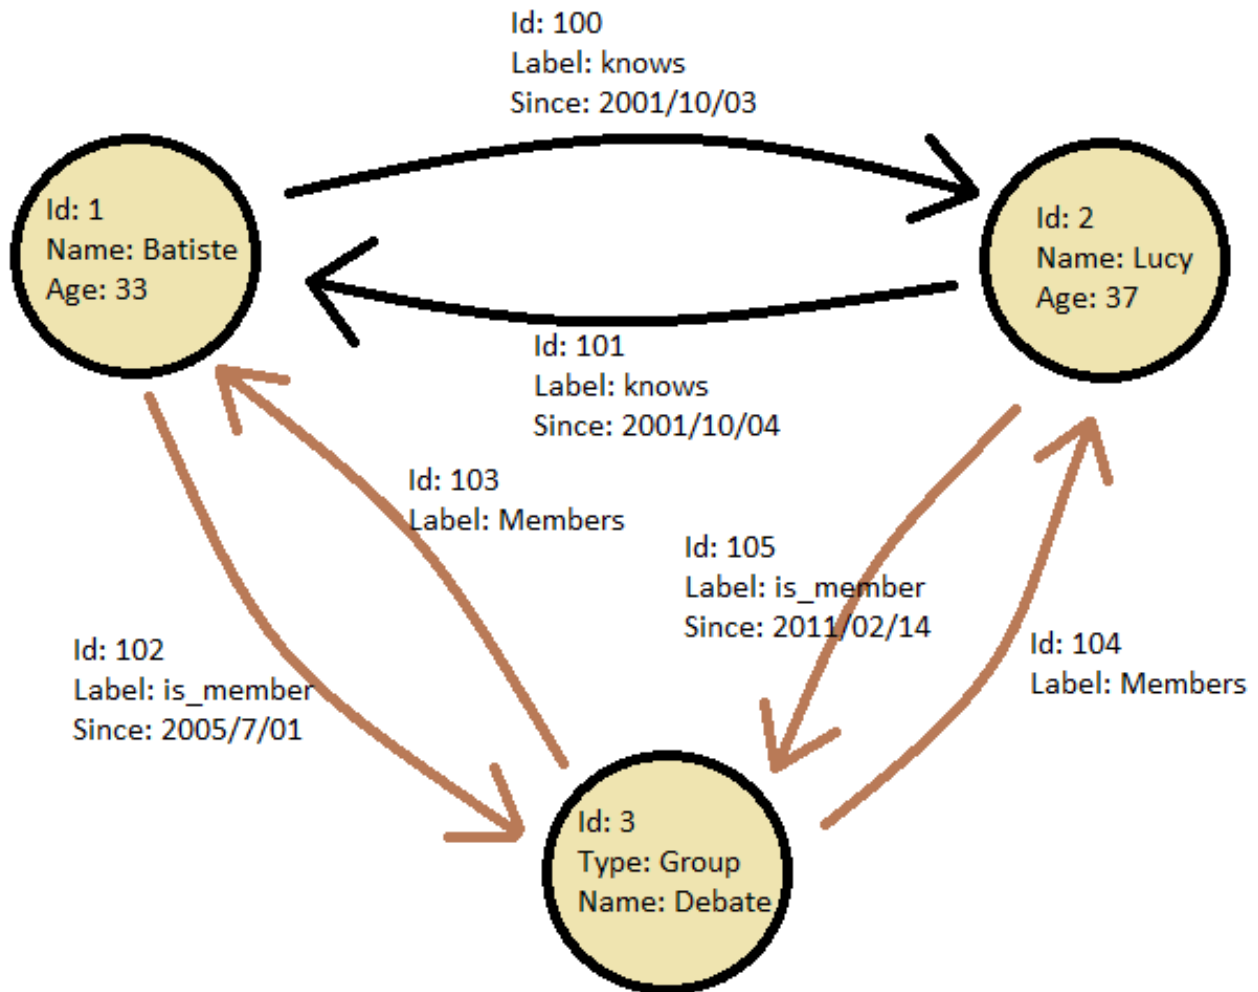 Id: 100
Label: knows
Since: 2001/10/03
Id: 1
Name: Batiste
Age: 33
Id: 2
Name: Lucy
Age: 37
Id: 101
Label: knows
Since: 2001/10/04
Id: 103
Label: Members
Id: 105
Label: is_member
Since: 2011/02/14
Id: 104
Label: Members
Id: 102
Label: is_member
Since: 2005/7/01
Id: 3
Type: Group
Name: Debate